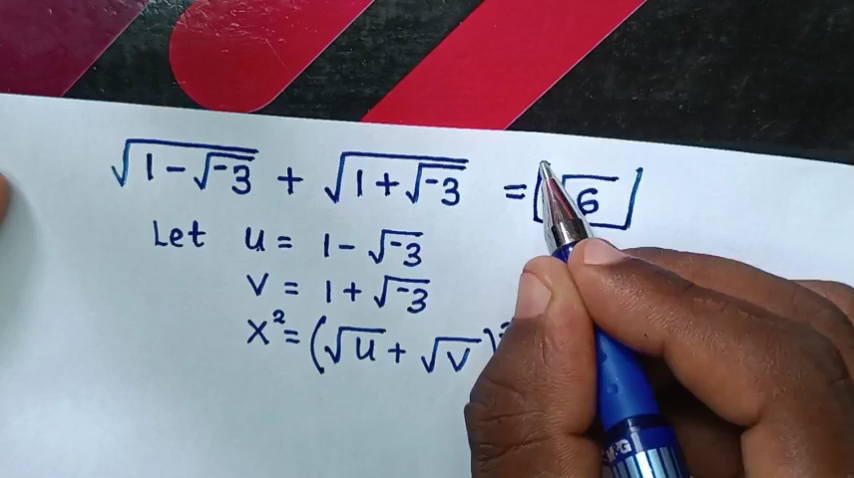 √(1-√-3) + √(1+√-3) = √6
Let u = 1-√-3
v = 1+√-3
x² = (√u + √v)